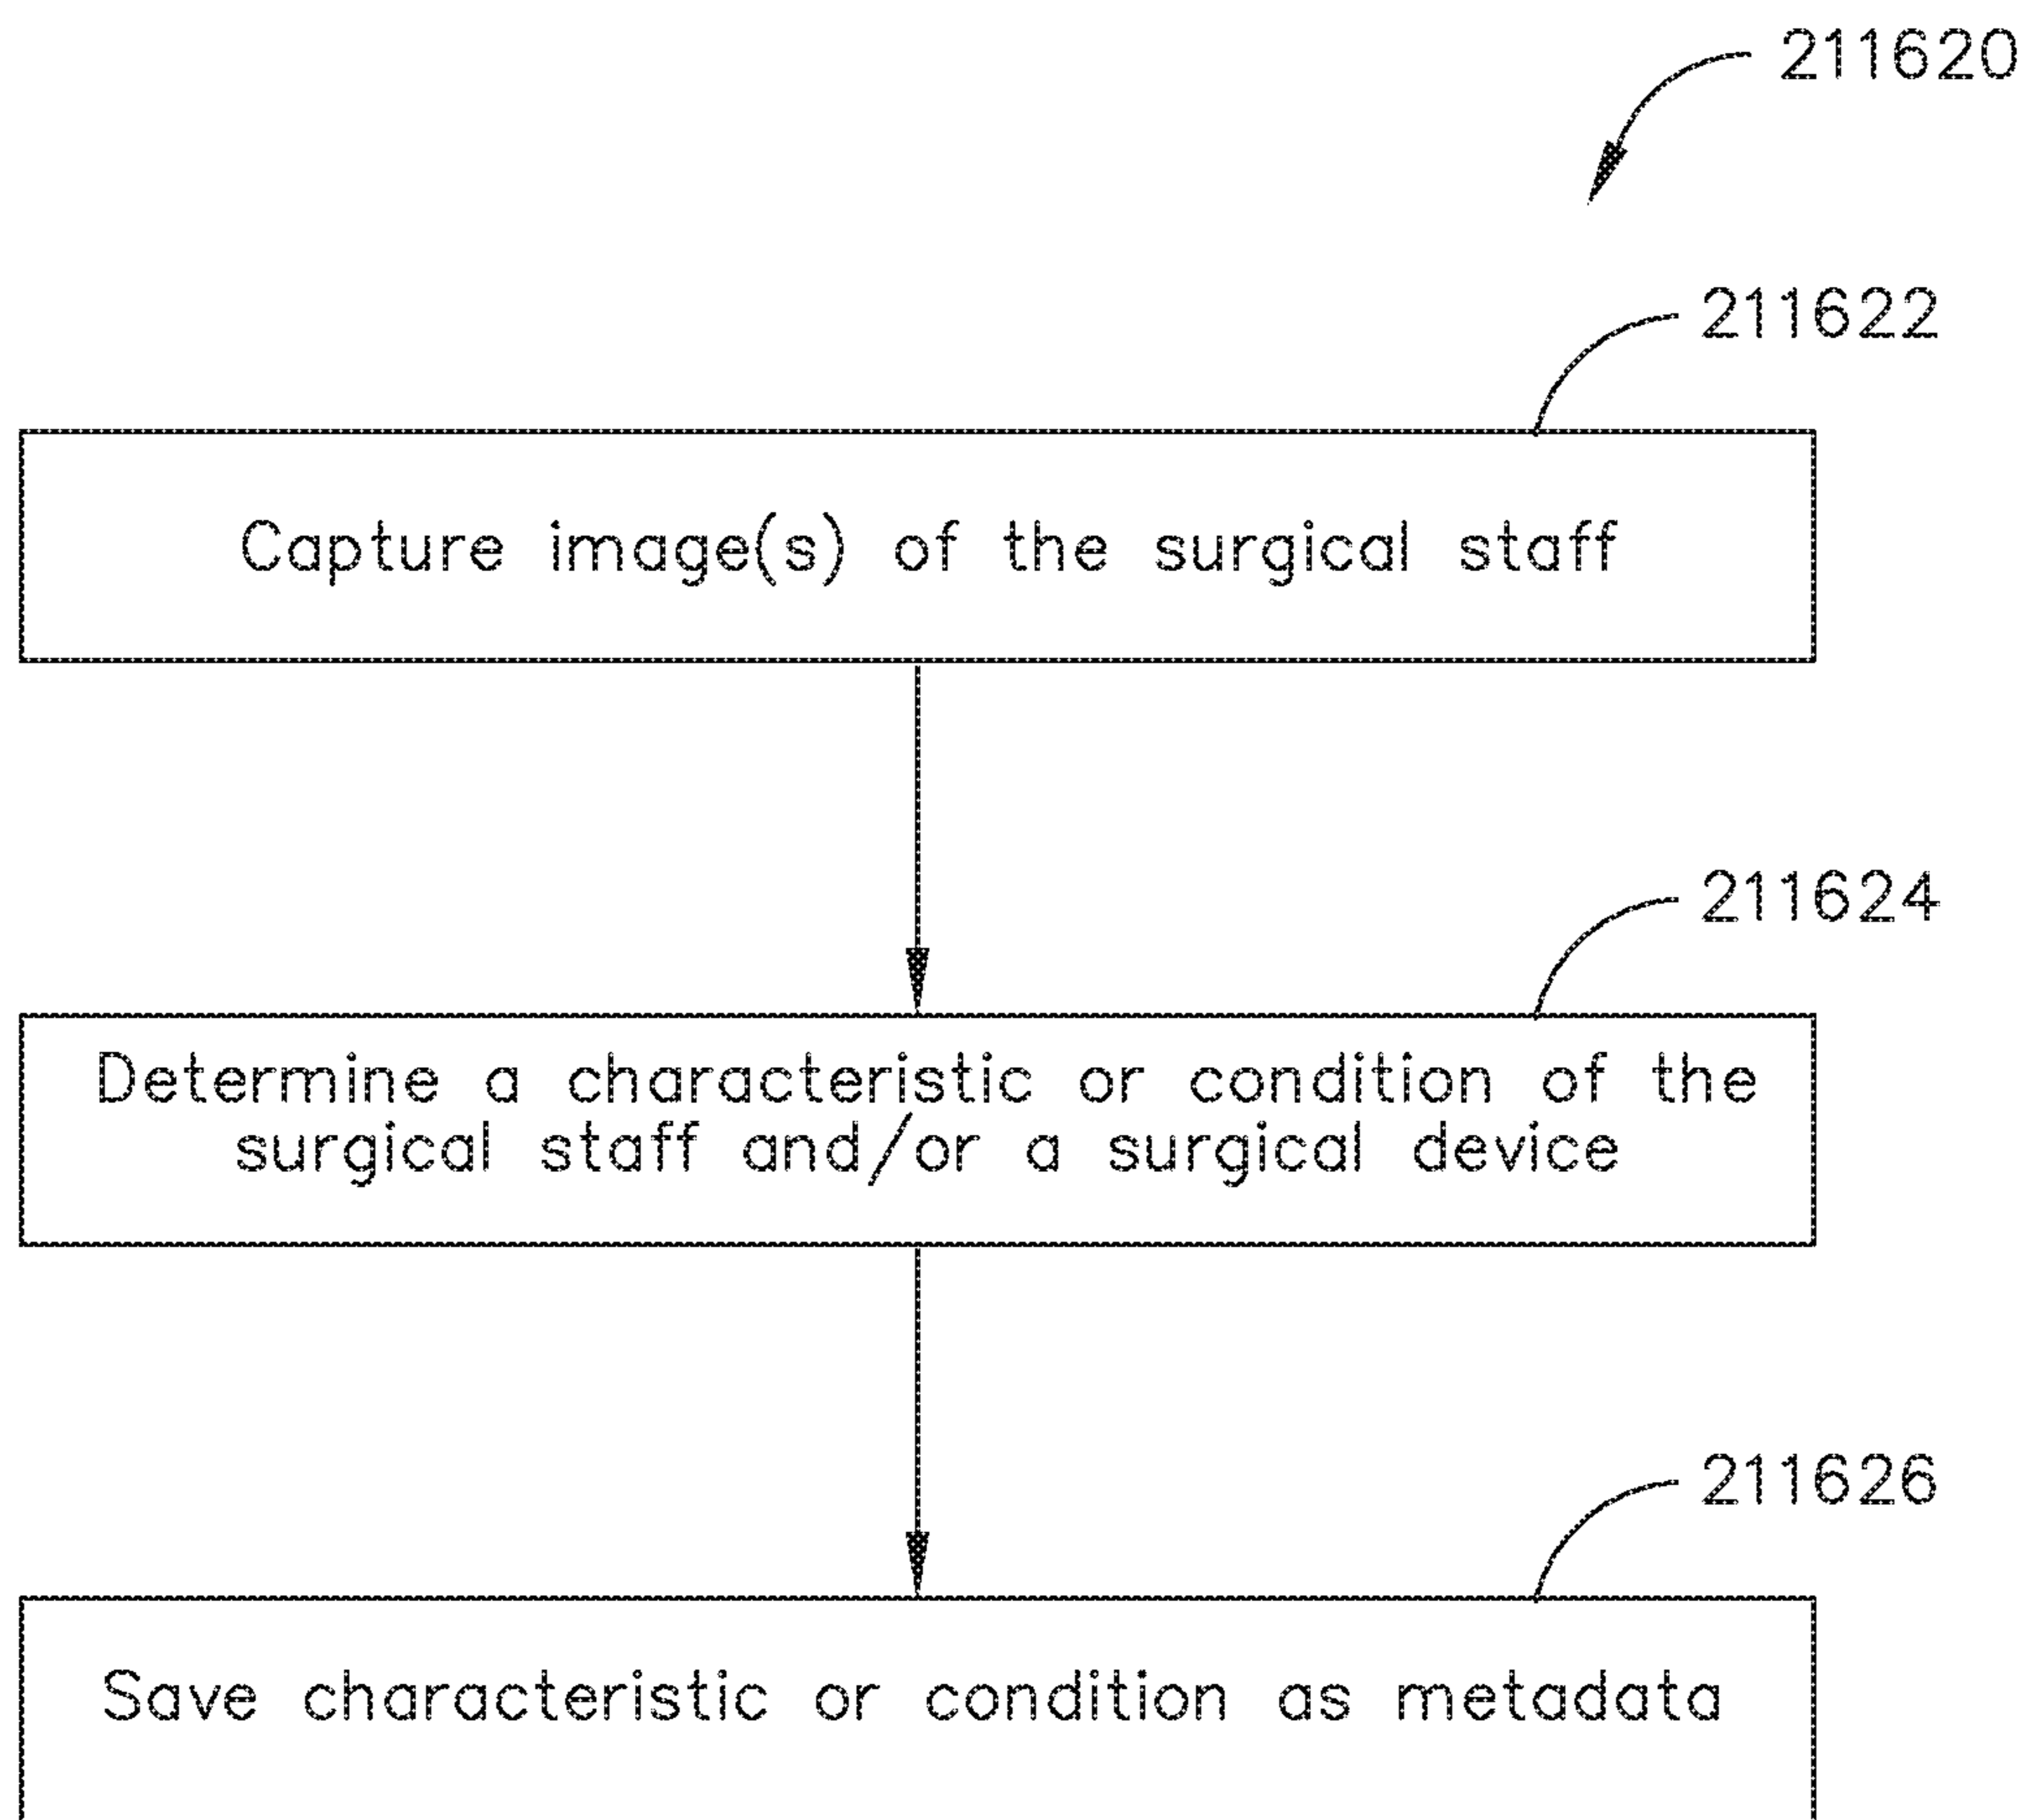 211620
211622
Capture image(s) of the surgical staff
211624
Determine a characteristic or condition of the
surgical staff and/or a surgical device
211626
Save characteristic or condition as metadata